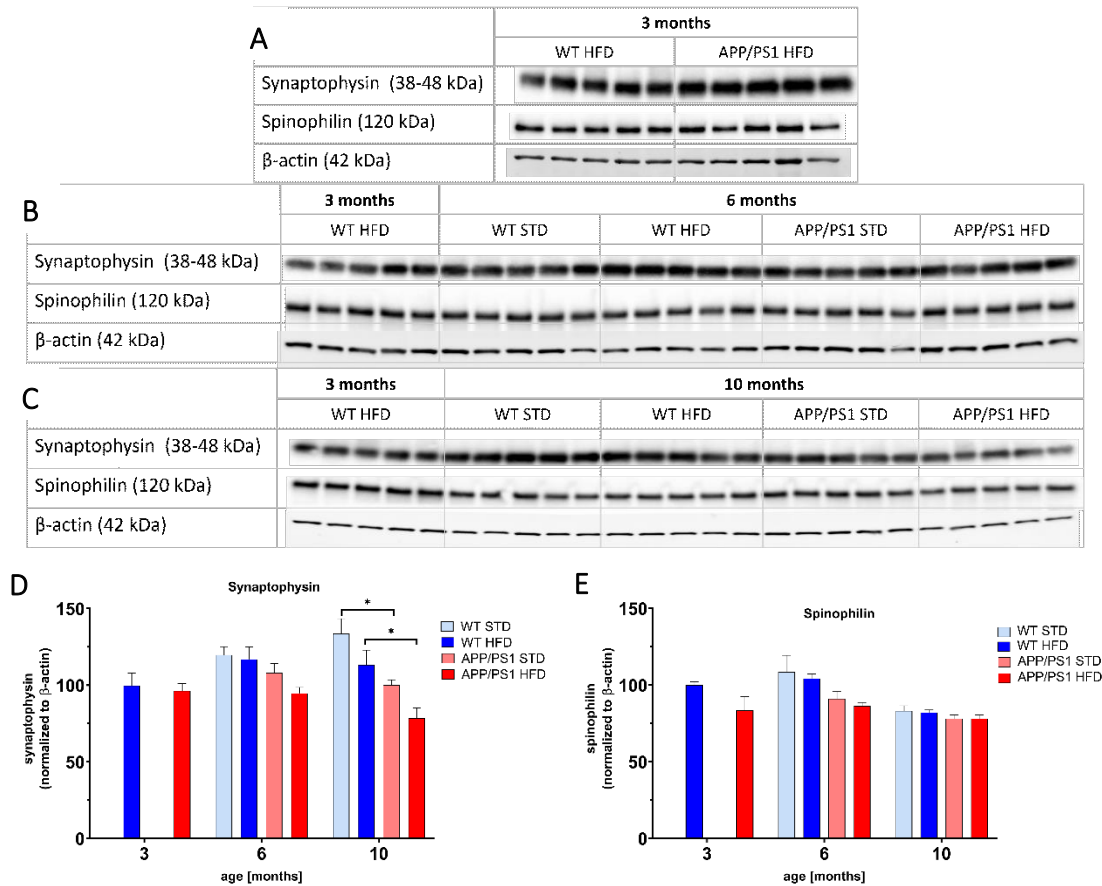 A
3 months
WT HFD APP/PS1 HFD
Synaptophysin (38-48 kDa)
Spinophilin (120 kDa)
β-actin (42 kDa)
B
3 months 6 months
WT HFD WT STD WT HFD APP/PS1 STD APP/PS1 HFD
Synaptophysin (38-48 kDa)
Spinophilin (120 kDa)
β-actin (42 kDa)
C
3 months 10 months
WT HFD WT STD WT HFD APP/PS1 STD APP/PS1 HFD
Synaptophysin (38-48 kDa)
Spinophilin (120 kDa)
β-actin (42 kDa)
D
Synaptophysin
synaptophysin
(normalized to β-actin)
150
100
50
0
* 
*
WT STD
WT HFD
APP/PS1 STD
APP/PS1 HFD
3 6 10
age [months]
E
Spinophilin
spinophilin
(normalized to β-actin)
150
100
50
0
WT STD
WT HFD
APP/PS1 STD
APP/PS1 HFD
3 6 10
age [months]